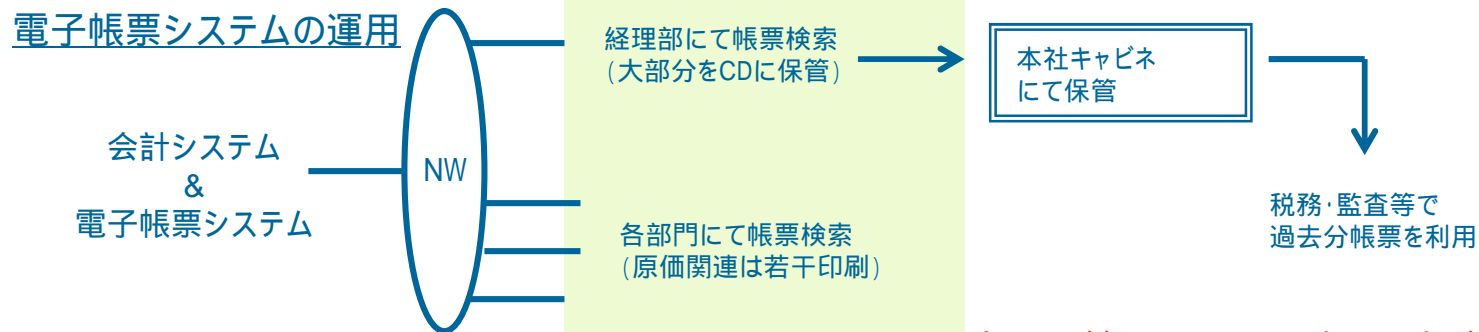 電子帳票システムの運用
会計システム
&
電子帳票システム
NW
経理部にて帳票検索
(大部分をCDに保管)
各部門にて帳票検索
(原価関連は若干印刷)
本社キャビネ
にて保管
税務･監査等で
過去分帳票を利用